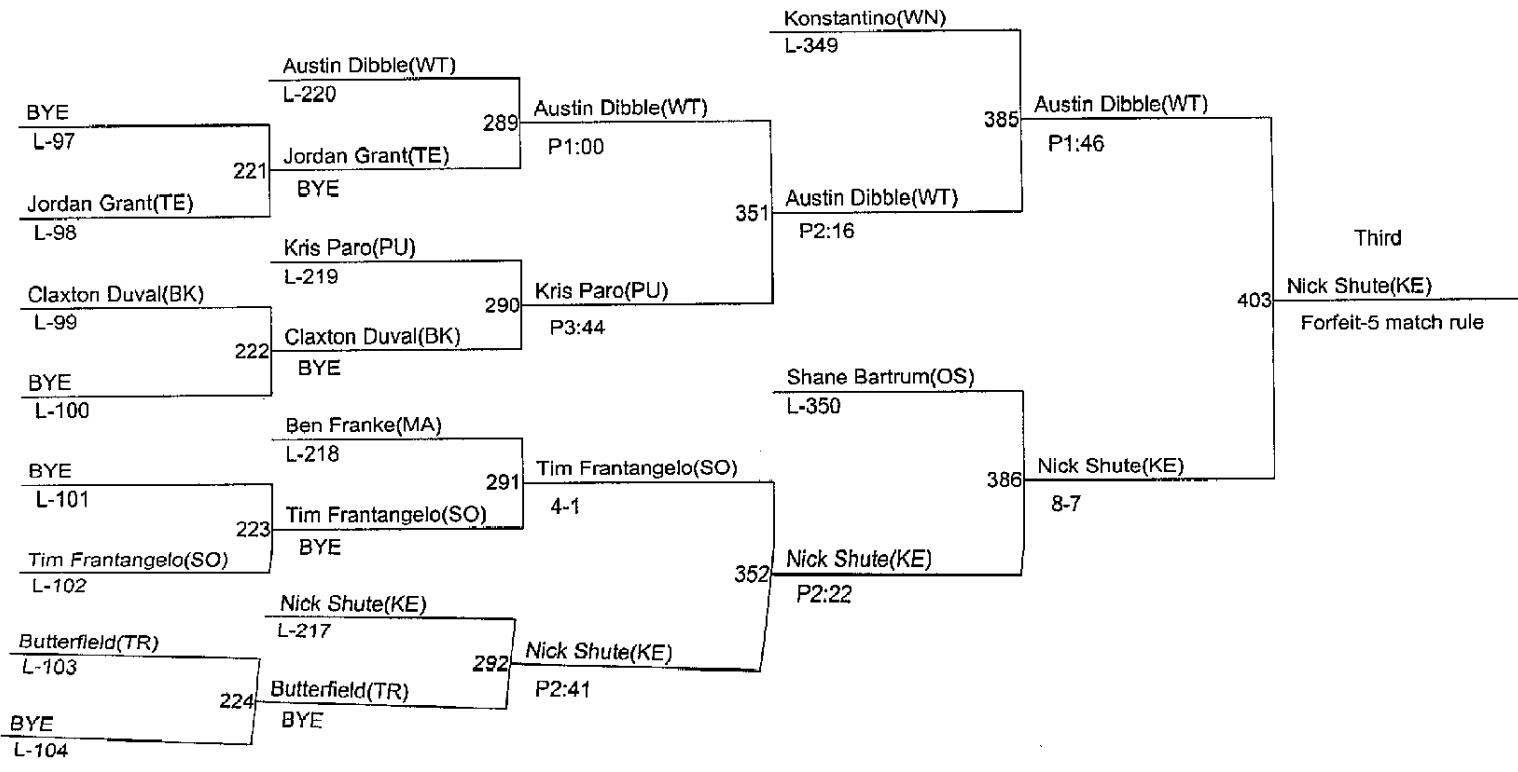 Konstantino(WN)
L-349
Austin Dibble(WT)
L-220
BYE
L-97
289
Austin Dibble(WT)
P1:00
385
Austin Dibble(WT)
P1:46
221
Jordan Grant(TE)
BYE
Jordan Grant(TE)
L-98
351
Austin Dibble(WT)
P2:16
Kris Paro(PU)
L-219
Third
Claxton Duval(BK)
L-99
290
Kris Paro(PU)
P3:44
403
Nick Shute(KE)
Forfeit-5 match rule
222
Claxton Duval(BK)
BYE
BYE
L-100
Shane Bartrum(OS)
L-350
Ben Franke(MA)
L-218
BYE
L-101
291
Tim Frantangelo(SO)
4-1
386
Nick Shute(KE)
8-7
223
Tim Frantangelo(SO)
BYE
Tim Frantangelo(SO)
L-102
352
Nick Shute(KE)
P2:22
Nick Shute(KE)
L-217
Butterfield(TR)
L-103
292
Nick Shute(KE)
P2:41
224
Butterfield(TR)
BYE
BYE
L-104